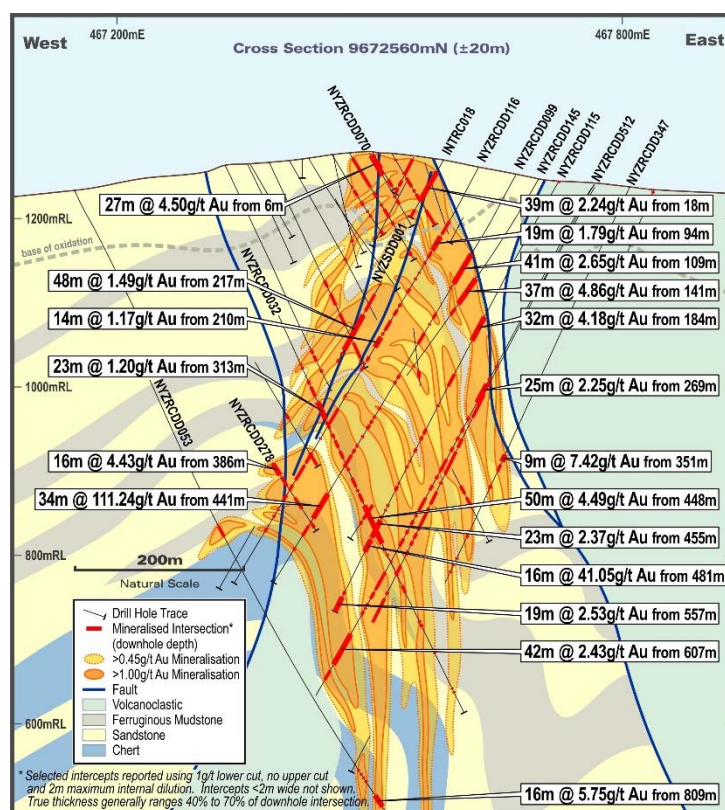 467 200mE
467 800mE
West
Cross Section 9672560mN (±20m)
East
NYZRCDD070
INTRC018
NYZRCDD116
NYZRCDD099
NYZRCDD145
NYZRCDD115
NYZRCDD512
NYZRCDD347
27m @ 4.50g/t Au from 6m
39m @ 2.24g/t Au from 18m
1200mRL
19m @ 1.79g/t Au from 94m
base of oxidation
NYZSDD001
41m @ 2.65g/t Au from 109m
48m @ 1.49g/t Au from 217m
37m @ 4.86g/t Au from 141m
NYZRCDD032
14m @ 1.17g/t Au from 210m
32m @ 4.18g/t Au from 184m
23m @ 1.20g/t Au from 313m
1000mRL
25m @ 2.25g/t Au from 269m
NYZRCDD053
NYZRCDD278
16m @ 4.43g/t Au from 386m
9m @ 7.42g/t Au from 351m
34m @ 111.24g/t Au from 441m
50m @ 4.49g/t Au from 448m
23m @ 2.37g/t Au from 455m
800mRL
200m
16m @ 41.05g/t Au from 481m
Natural Scale
19m @ 2.53g/t Au from 557m
Drill Hole Trace
Mineralised Intersection*
(downhole depth)
42m @ 2.43g/t Au from 607m
>0.45g/t Au Mineralisation
>1.00g/t Au Mineralisation
Fault
Volcanoclastic
Ferruginous Mudstone
600mRL
Sandstone
Chert
* Selected intercepts reported using 1g/t lower cut, no upper cut
and 2m maximum internal dilution. Intercepts <2m wide not shown.
True thickness generally ranges 40% to 70% of downhole intersection.
16m @ 5.75g/t Au from 809m